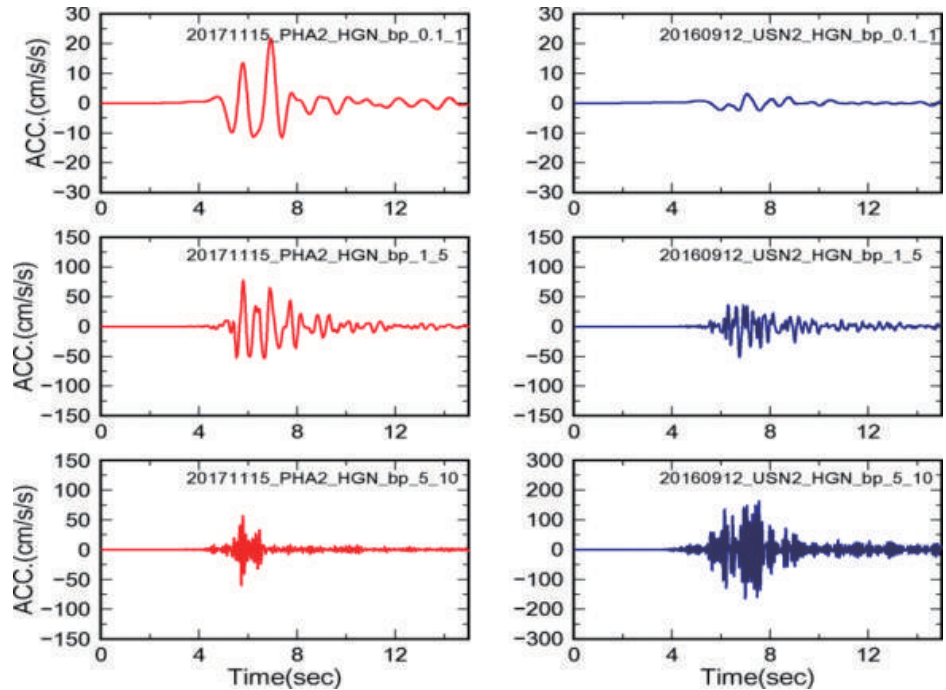 20171115_PHA2_HGN_bp_0.1_1
ACC.(cm/s/s)
30
20
10
0
−10
−20
−30
0 4 8 12
20160912_USN2_HGN_bp_0.1_1
30
20
10
0
−10
−20
−30
0 4 8 12
20171115_PHA2_HGN_bp_1_5
ACC.(cm/s/s)
150
100
50
0
−50
−100
−150
0 4 8 12
20160912_USN2_HGN_bp_1_5
150
100
50
0
−50
−100
−150
0 4 8 12
20171115_PHA2_HGN_bp_5_10
ACC.(cm/s/s)
150
100
50
0
−50
−100
−150
0 4 8 12
Time(sec)
20160912_USN2_HGN_bp_5_10
300
200
100
0
−100
−200
−300
0 4 8 12
Time(sec)